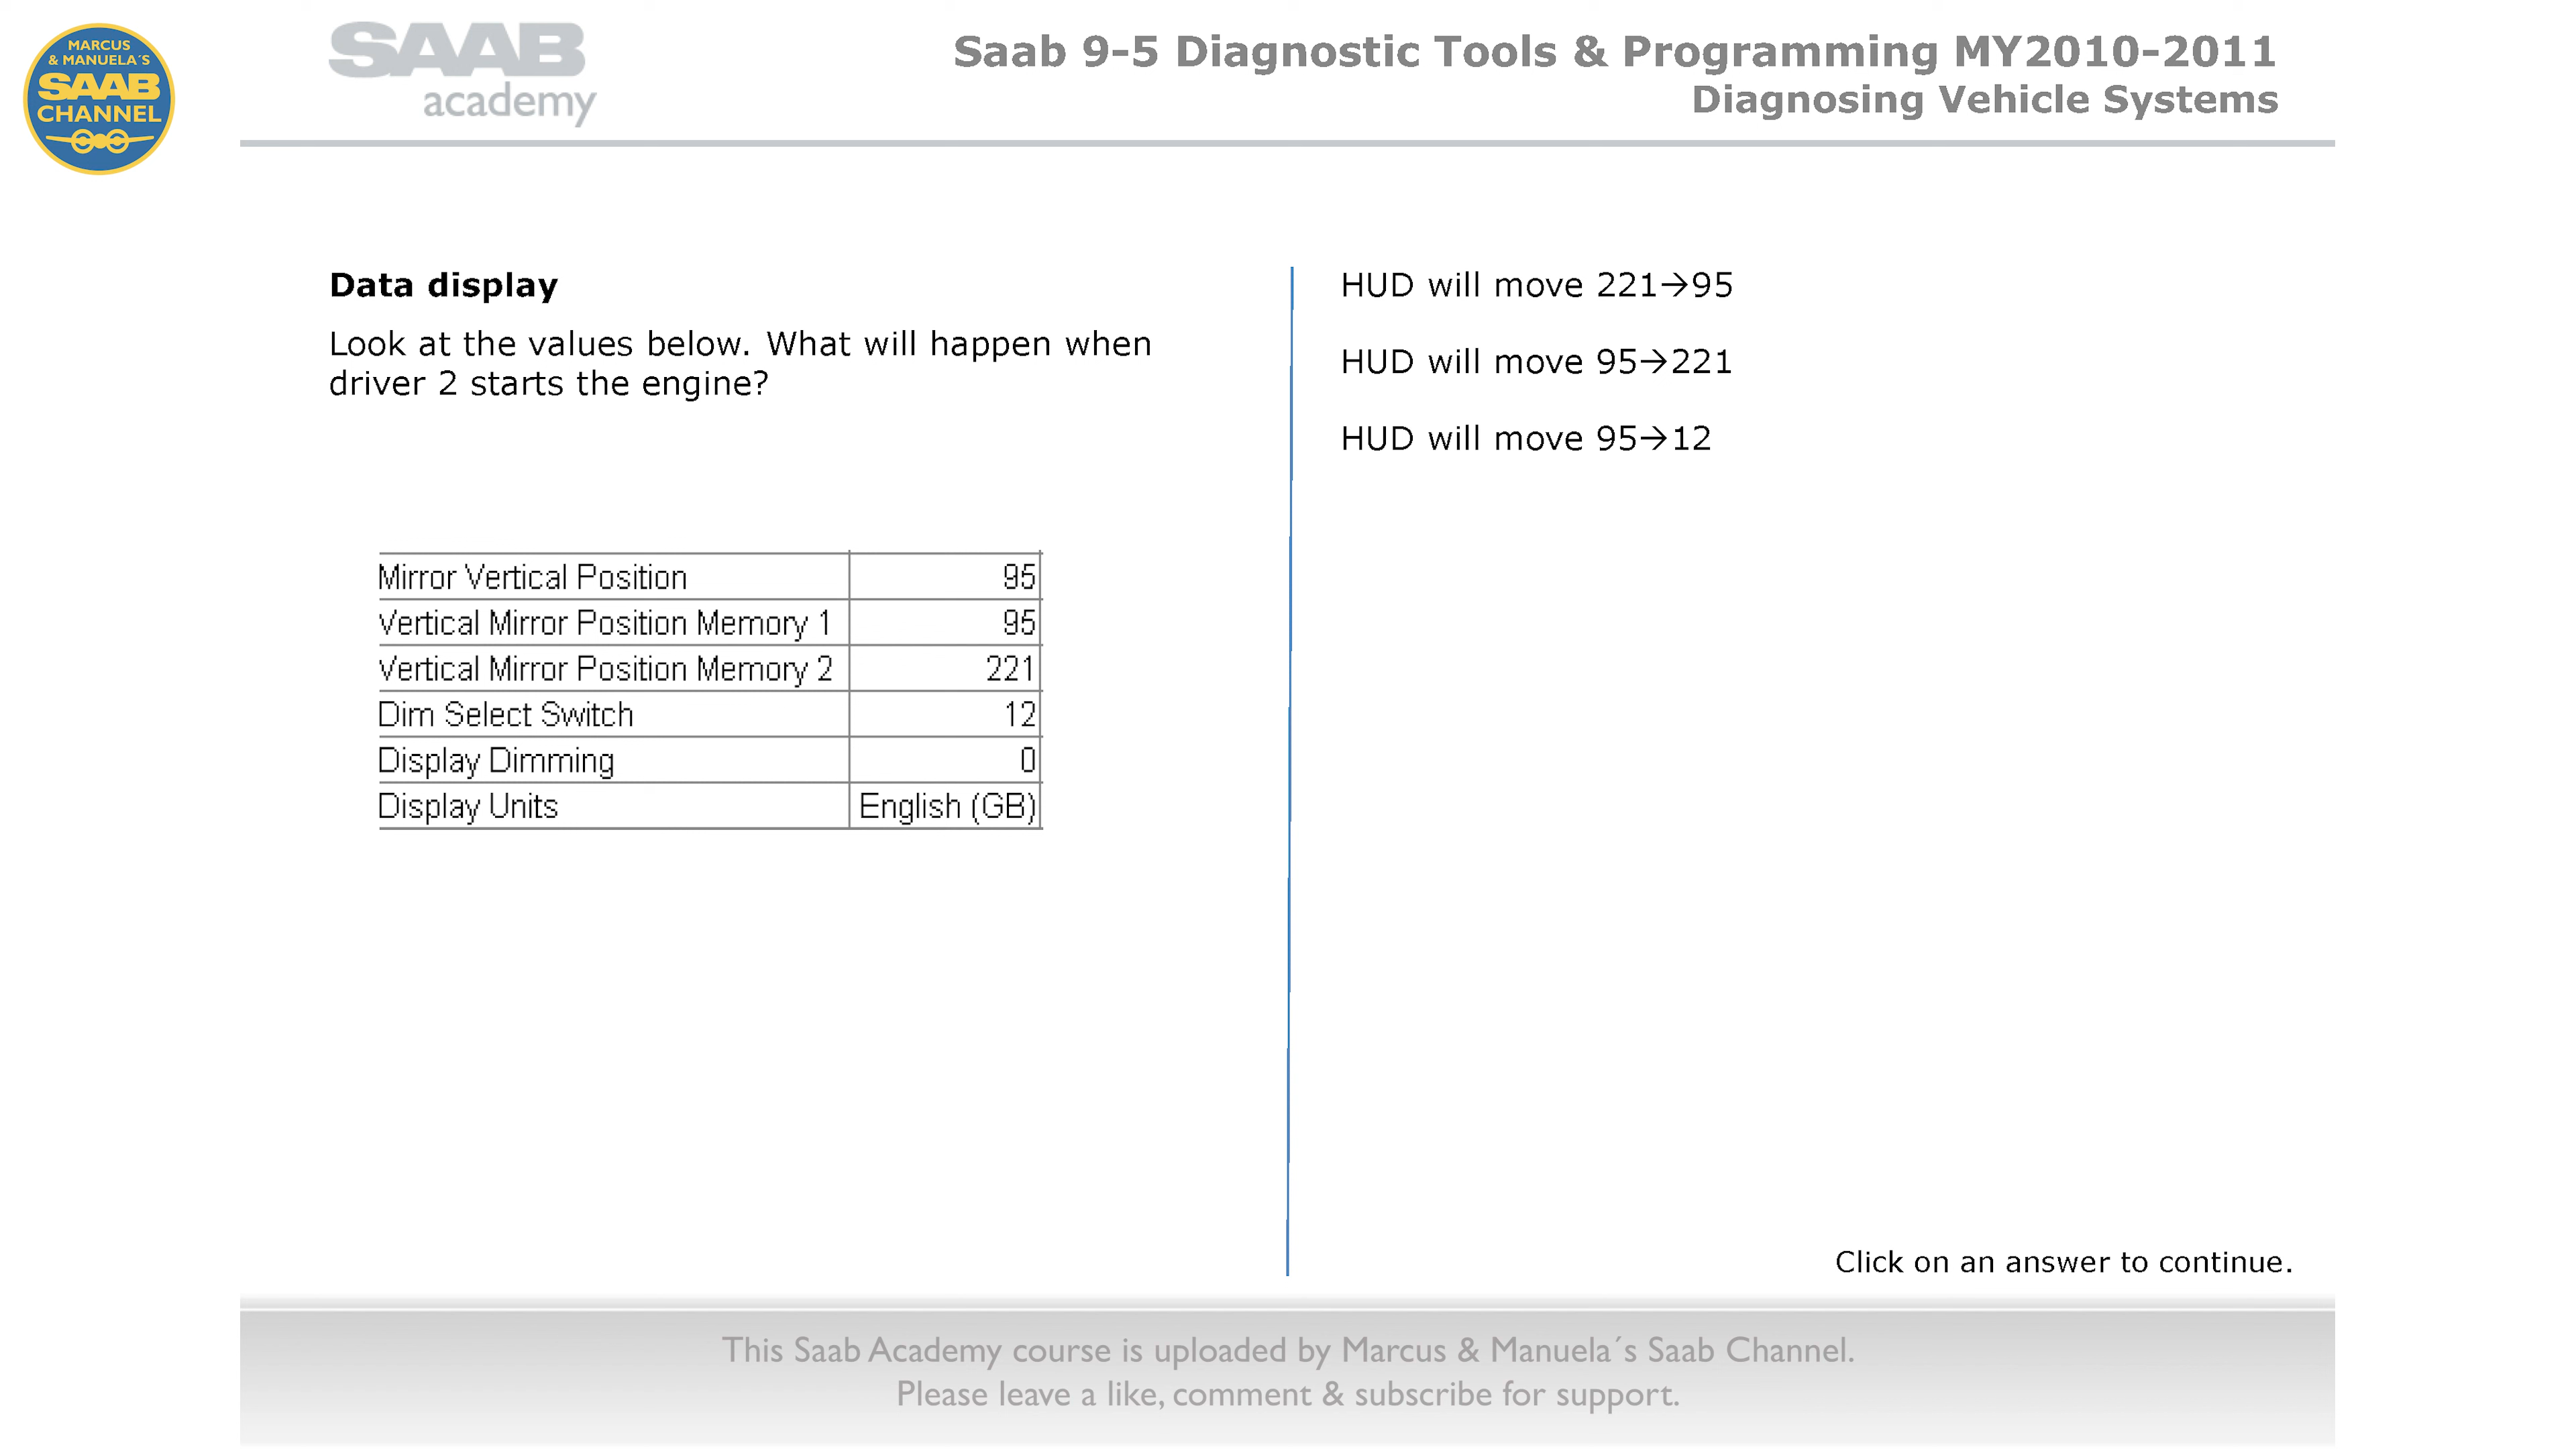 MARCUS
& MANUELA´S
SAAB
CHANNEL
SAAB
academy
Saab 9-5 Diagnostic Tools & Programming MY2010-2011
Diagnosing Vehicle Systems
Data display
Look at the values below. What will happen when
driver 2 starts the engine?
Mirror Vertical Position 95
Vertical Mirror Position Memory 1 95
Vertical Mirror Position Memory 2 221
Dim Select Switch 12
Display Dimming 0
Display Units English (GB)
HUD will move 221→95
HUD will move 95→221
HUD will move 95→12
Click on an answer to continue.
This Saab Academy course is uploaded by Marcus & Manuela´s Saab Channel.
Please leave a like, comment & subscribe for support.